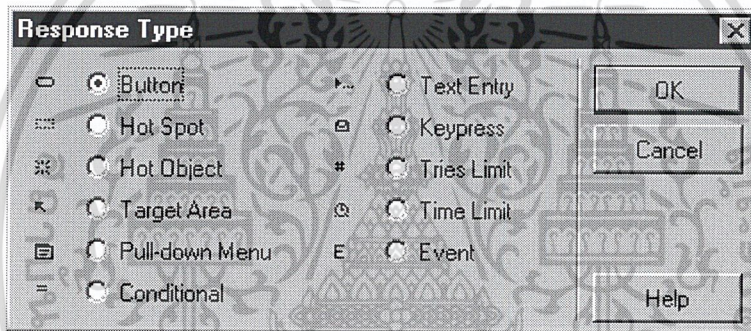 Response Type
Button
Hot Spot
Hot Object
Target Area
Pull-down Menu
Conditional
Text Entry
Keypress
# Tries Limit
Time Limit
E Event
OK
Cancel
Help